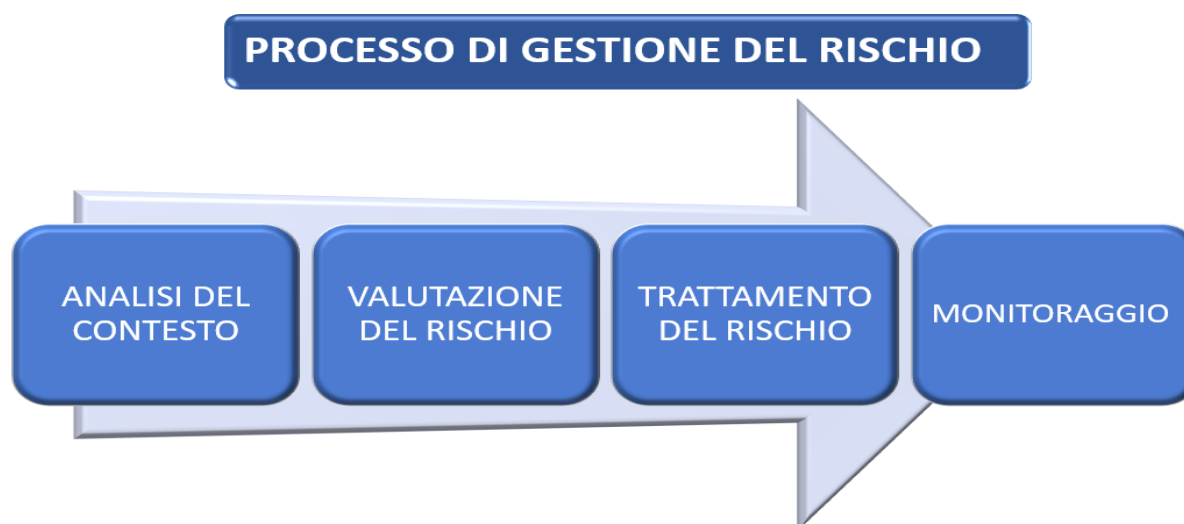 PROCESSO DI GESTIONE DEL RISCHIO
ANALISI DEL
CONTESTO
VALUTAZIONE
DEL RISCHIO
TRATTAMENTO
DEL RISCHIO
MONITORAGGIO